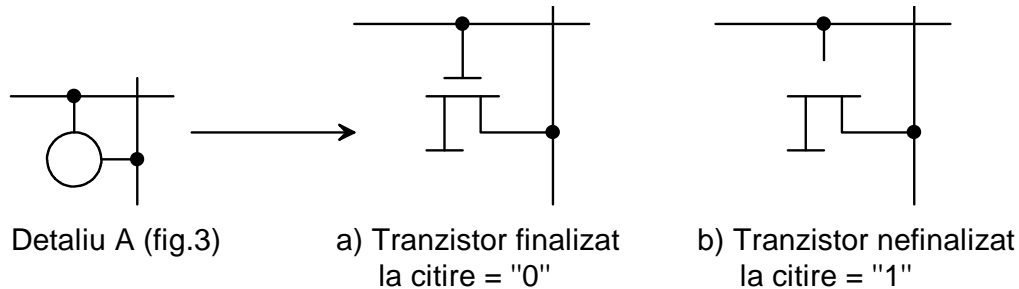 Detaliu A (fig.3)
a) Tranzistor finalizat
la citire = "0"
b) Tranzistor nefinalizat
la citire = "1"